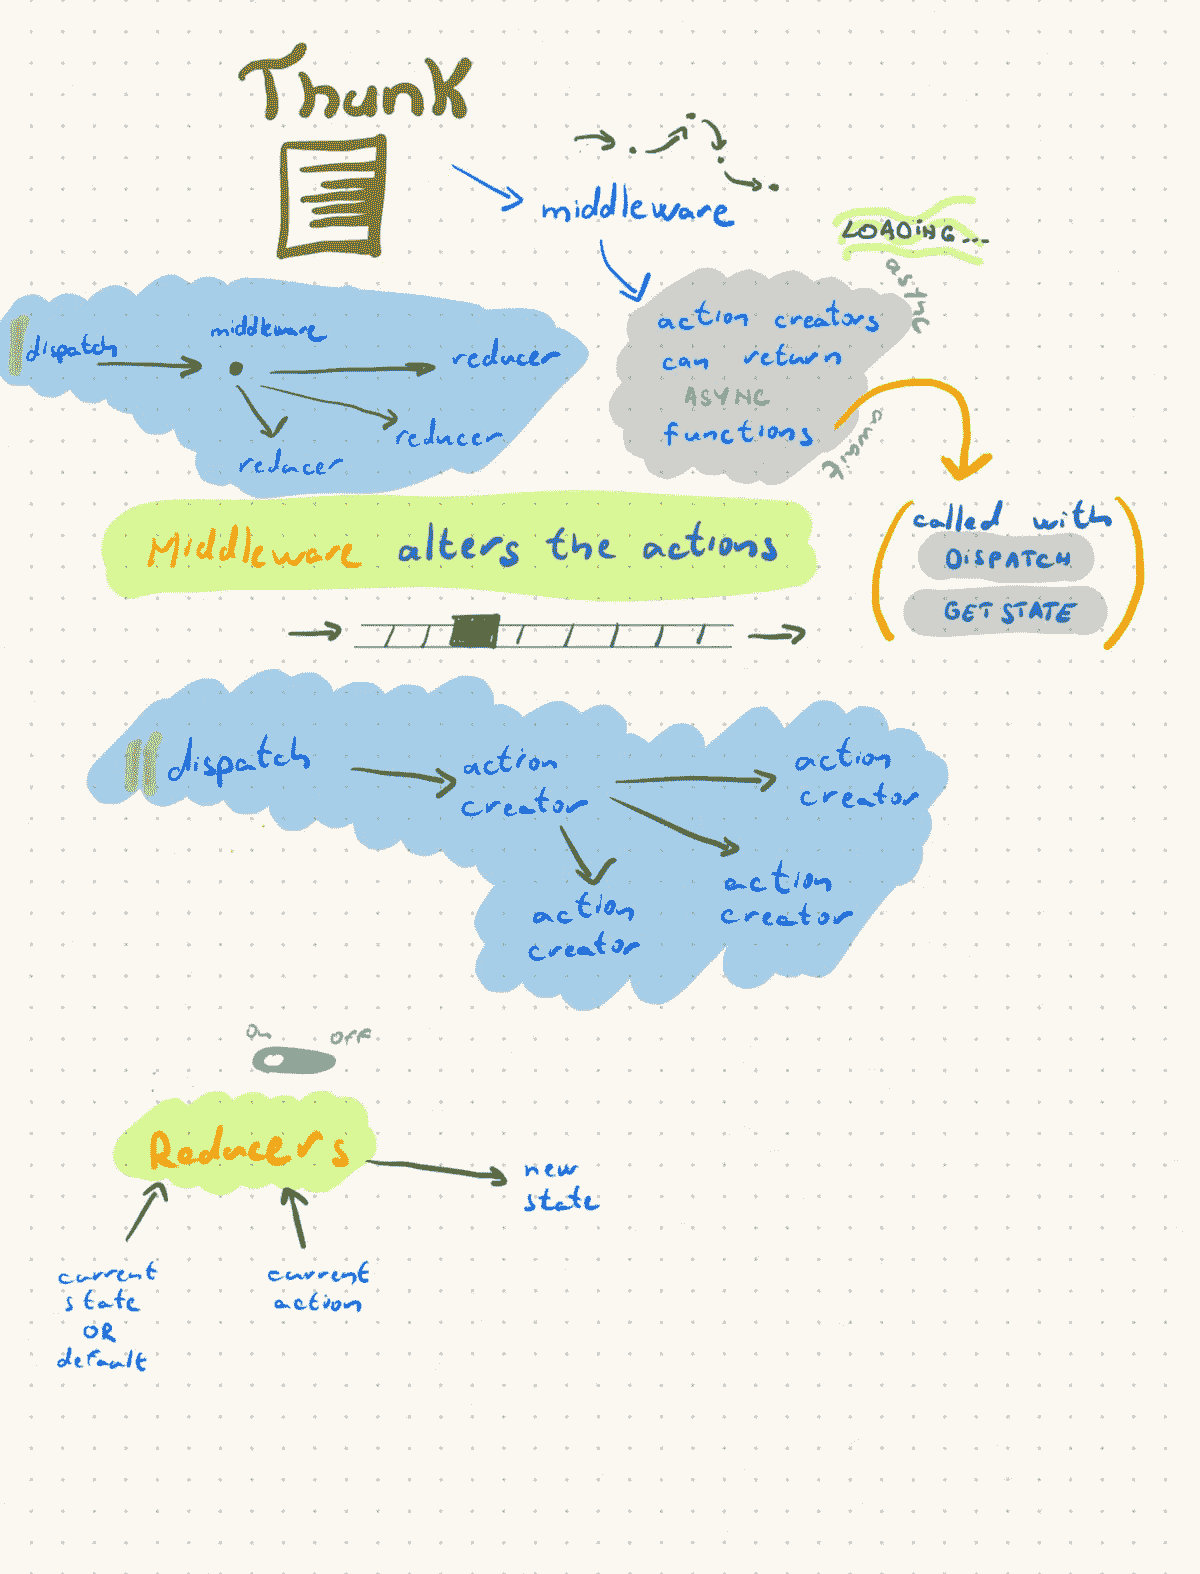 Thunk
middleware
LOADING...
async
dispatch
middleware
reducer
reducer
reducer
action creators
can return
ASYNC
functions
await
called with
DISPATCH
GET STATE
Middleware alters the actions
dispatch
action
creator
action
creator
action
creator
action
creator
On
OFF
Reducers
new
state
current
state
OR
default
current
action